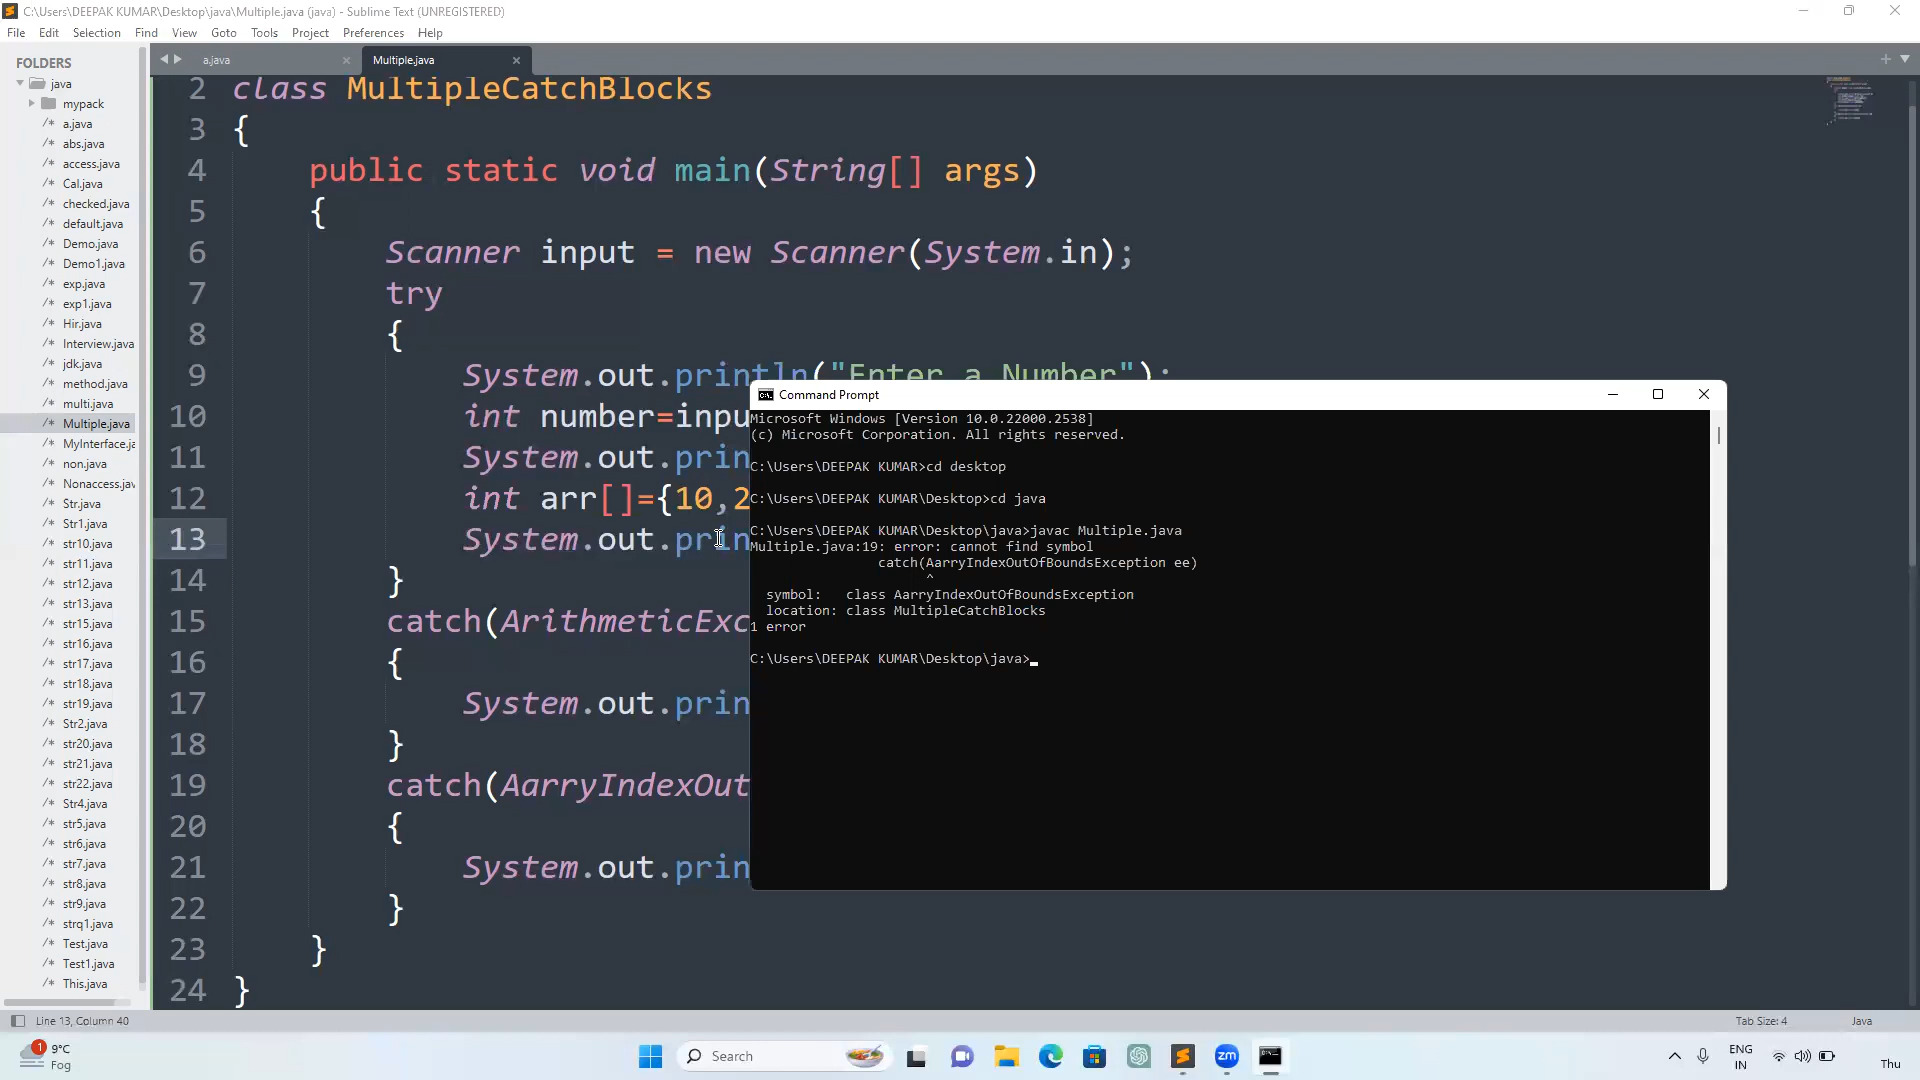 C:\Users\DEEPAK KUMAR\Desktop\java\Multiple.java (java) - Sublime Text (UNREGISTERED)
File Edit Selection Find View Goto Tools Project Preferences Help
FOLDERS
java
mypack
a.java
abs.java
access.java
Cal.java
checked.java
default.java
Demo.java
Demo1.java
exp.java
exp1.java
Hir.java
Interview.java
jdk.java
method.java
multi.java
Multiple.java
MyInterface.ja
non.java
Nonaccess.jav
Str.java
Str1.java
str10.java
str11.java
str12.java
str13.java
str15.java
str16.java
str17.java
str18.java
str19.java
Str2.java
str20.java
str21.java
str22.java
Str4.java
str5.java
str6.java
str7.java
str8.java
str9.java
strq1.java
Test.java
Test1.java
This.java
a.java
Multiple.java
2 class MultipleCatchBlocks
3 {
4 public static void main(String[] args)
5 {
6 Scanner input = new Scanner(System.in);
7 try
8 {
9 System.out.println("Enter a Number");
10 int number=inpu
11 System.out.prin
12 int arr[]={10,2
13 System.out.prin
14 }
15 catch(ArithmeticExc
16 {
17 System.out.prin
18 }
19 catch(AarryIndexOut
20 {
21 System.out.prin
22 }
23 }
24 }
Command Prompt
Microsoft Windows [Version 10.0.22000.2538]
(c) Microsoft Corporation. All rights reserved.
C:\Users\DEEPAK KUMAR>cd desktop
C:\Users\DEEPAK KUMAR\Desktop>cd java
C:\Users\DEEPAK KUMAR\Desktop\java>javac Multiple.java
Multiple.java:19: error: cannot find symbol
catch(AarryIndexOutOfBoundsException ee)
^
symbol: class AarryIndexOutOfBoundsException
location: class MultipleCatchBlocks
1 error
C:\Users\DEEPAK KUMAR\Desktop\java>
Line 13, Column 40
Tab Size: 4
Java
1
9°C
Fog
Search
zm
ENG
IN
Thu